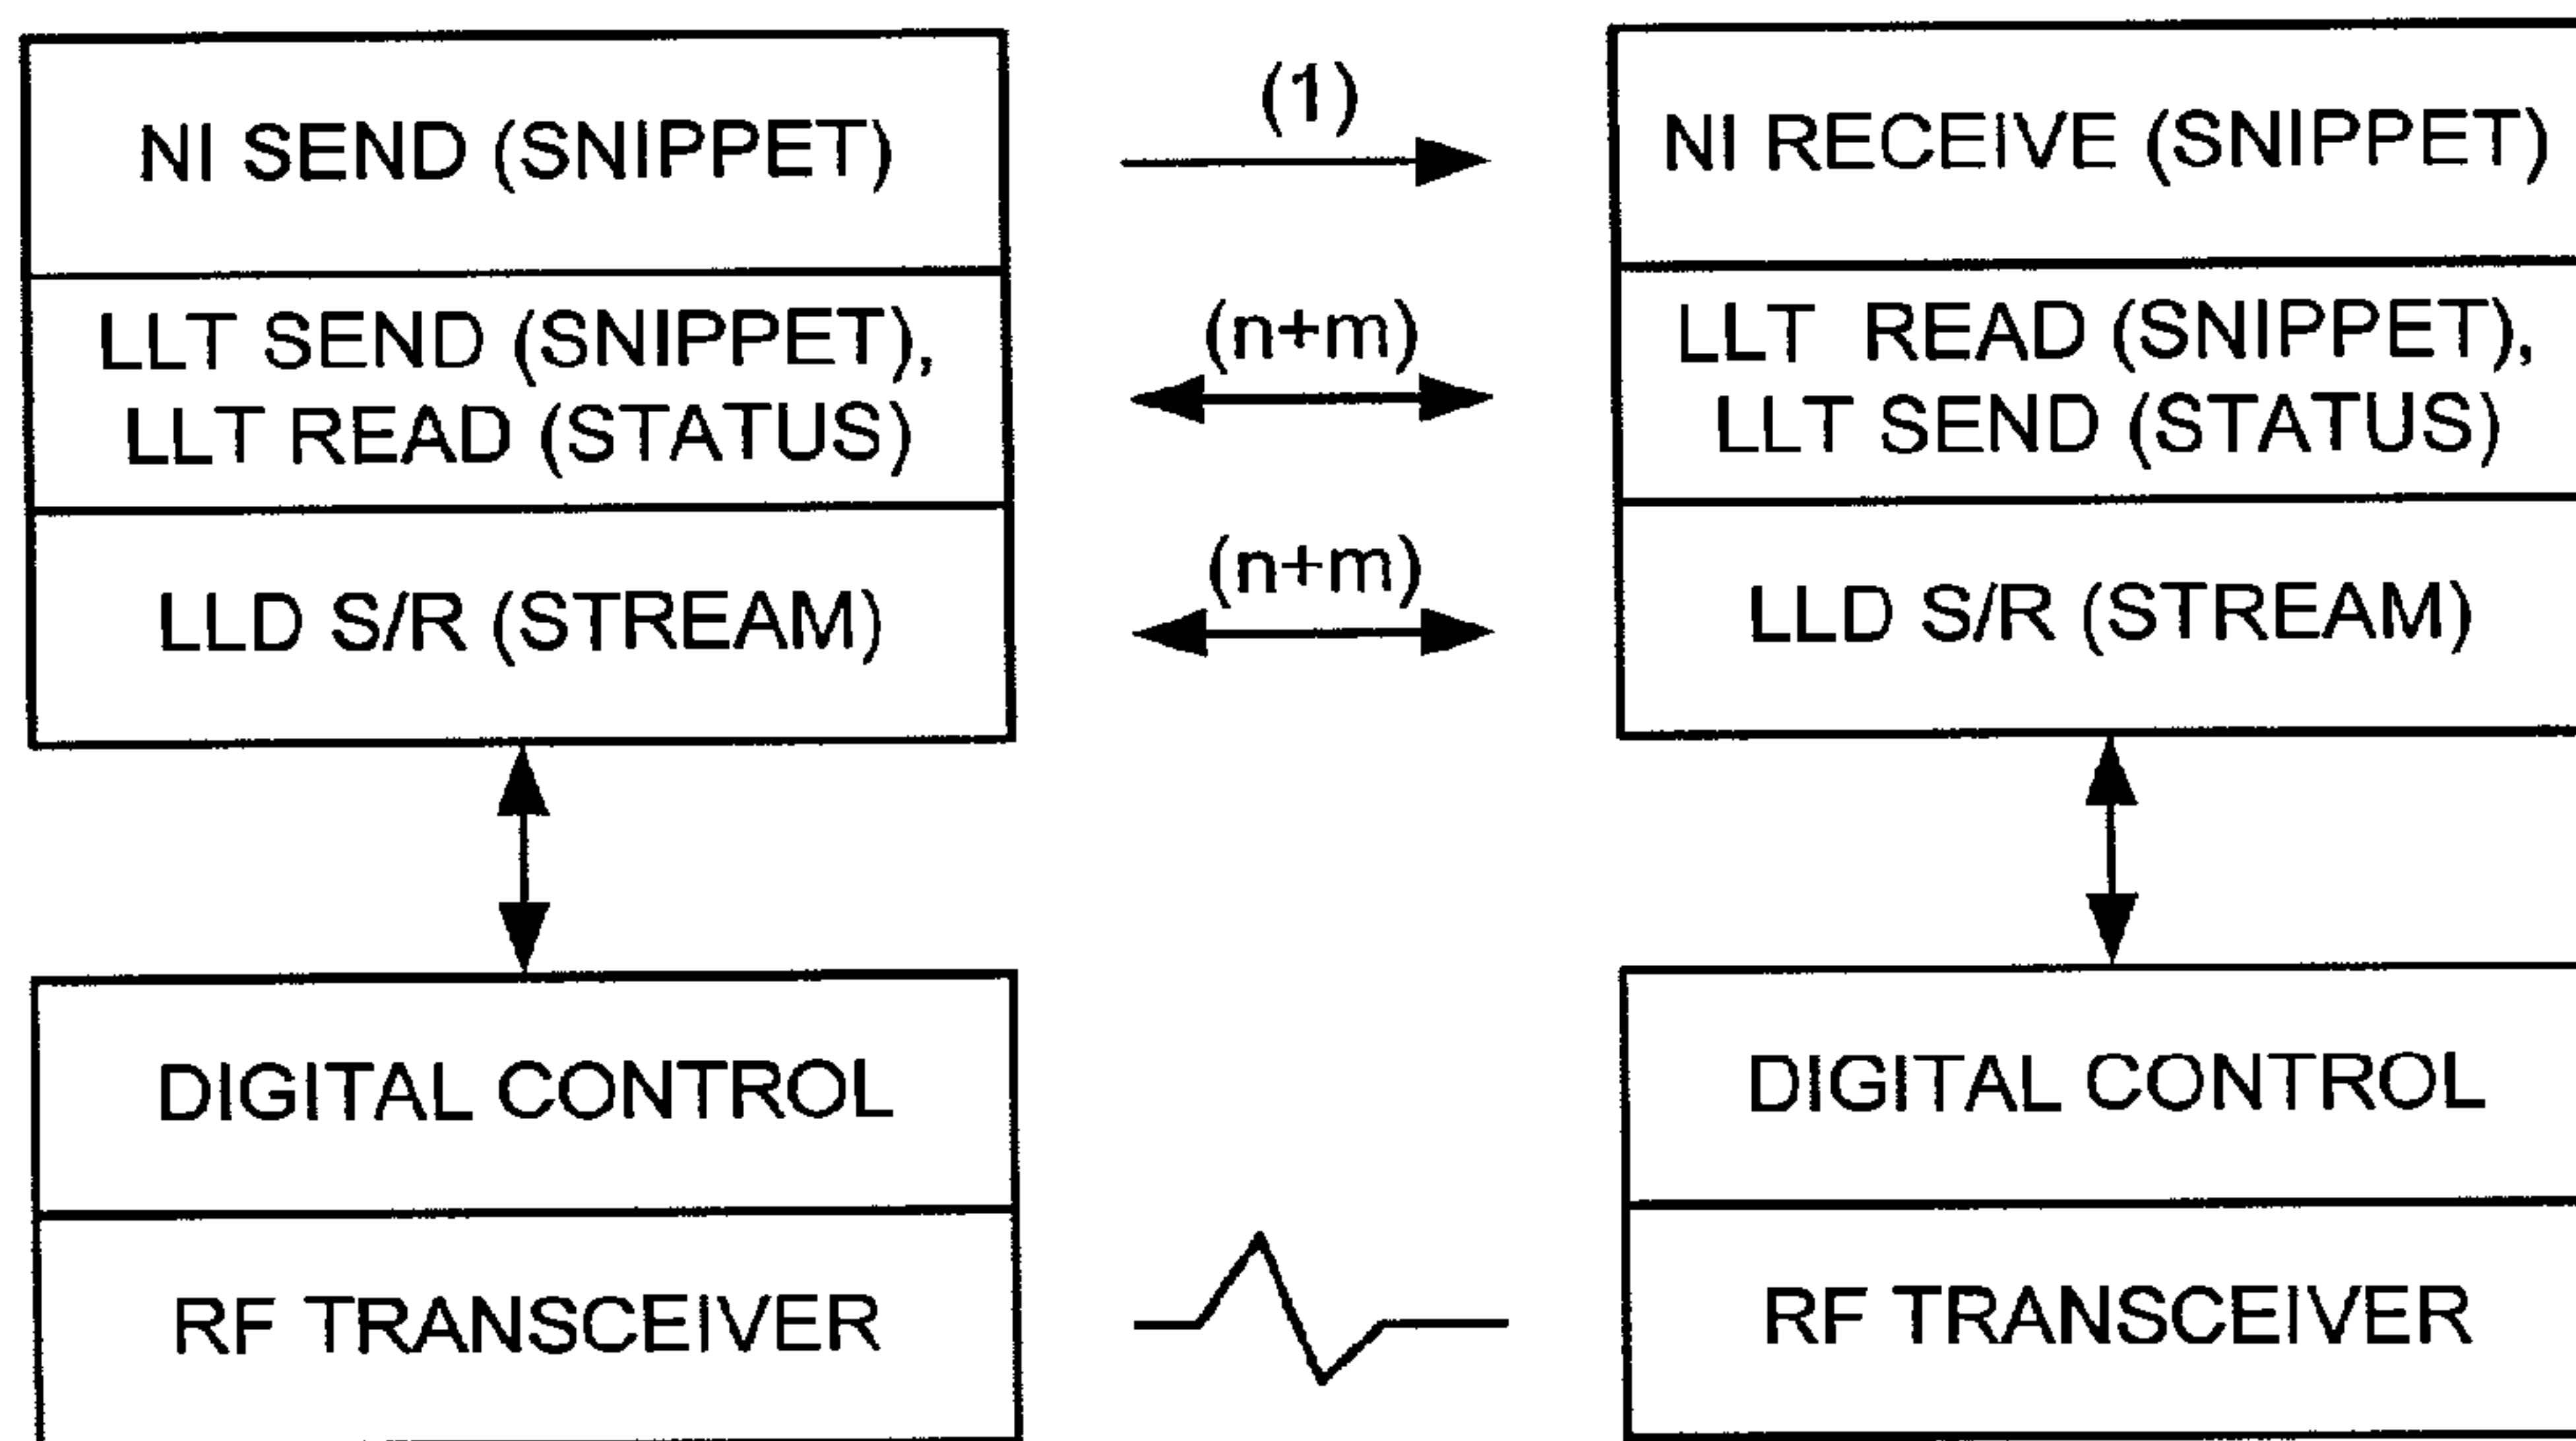 NI SEND (SNIPPET)
(1)
NI RECEIVE (SNIPPET)
LLT SEND (SNIPPET),
LLT READ (STATUS)
(n+m)
LLT READ (SNIPPET),
LLT SEND (STATUS)
LLD S/R (STREAM)
(n+m)
LLD S/R (STREAM)
DIGITAL CONTROL
DIGITAL CONTROL
RF TRANSCEIVER
RF TRANSCEIVER